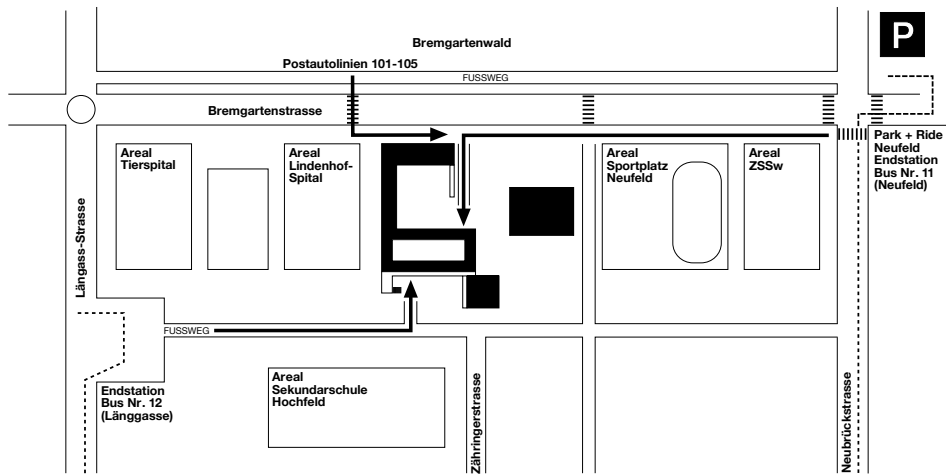 Bremgartenwald
P
Postautolinien 101-105
FUSSWEG
Bremgartenstrasse
Park + Ride
Neufeld
Endstation
Bus Nr. 11
(Neufeld)
Areal
Tierspital
Areal
Lindenhof-
Spital
Areal
Sportplatz
Neufeld
Areal
ZSSw
Längass-Strasse
FUSSWEG
Endstation
Bus Nr. 12
(Länggasse)
Areal
Sekundarschule
Hochfeld
Zähringerstrasse
Neubrückstrasse